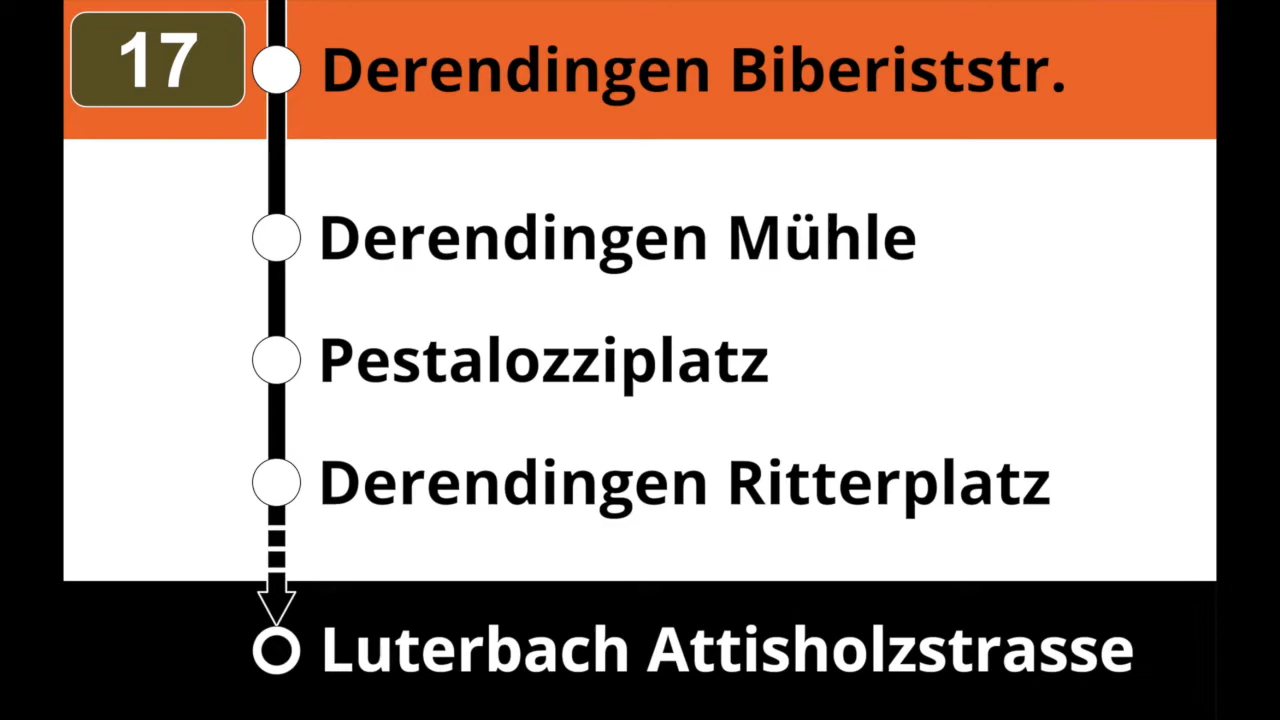 17 Derendingen Biberiststr.
Derendingen Mühle
Pestalozziplatz
Derendingen Ritterplatz
Luterbach Attisholzstrasse